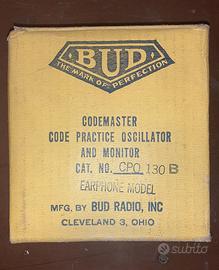 BUD
THE MARK OF PERFECTION
CODEMASTER
CODE PRACTICE OSCILLATOR
AND MONITOR
CAT. NO. CPO 130 B
EARPHONE MODEL
MFG. BY BUD RADIO, INC
CLEVELAND 3, OHIO
subito